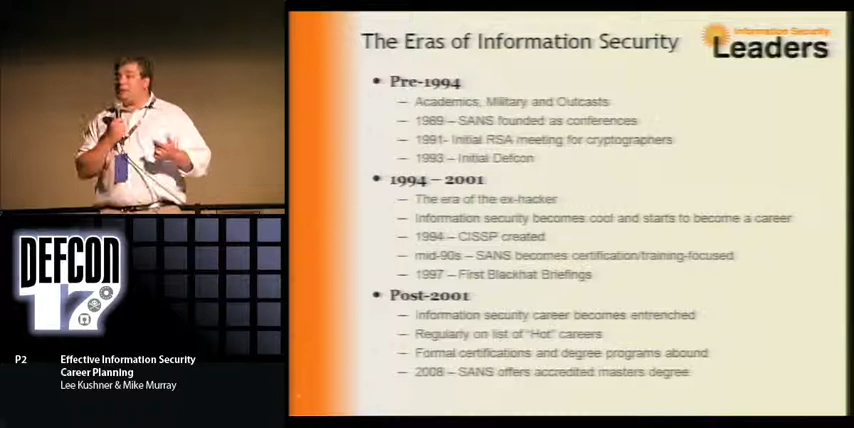 The Eras of Information Security
Information Security
Leaders
• Pre-1994
– Academics, Military and Outcasts
– 1989 – SANS founded as conferences
– 1991- Initial RSA meeting for cryptographers
– 1993 – Initial Defcon
• 1994 – 2001
– The era of the ex-hacker
– Information security becomes cool and starts to become a career
– 1994 – CISSP created
– mid-90s – SANS becomes certification/training-focused
– 1997 – First Blackhat Briefings
• Post-2001
– Information security career becomes entrenched
– Regularly on list of "Hot" careers
– Formal certifications and degree programs abound
– 2008 – SANS offers accredited masters degree
DEFCON
17
P2 Effective Information Security
Career Planning
Lee Kushner & Mike Murray